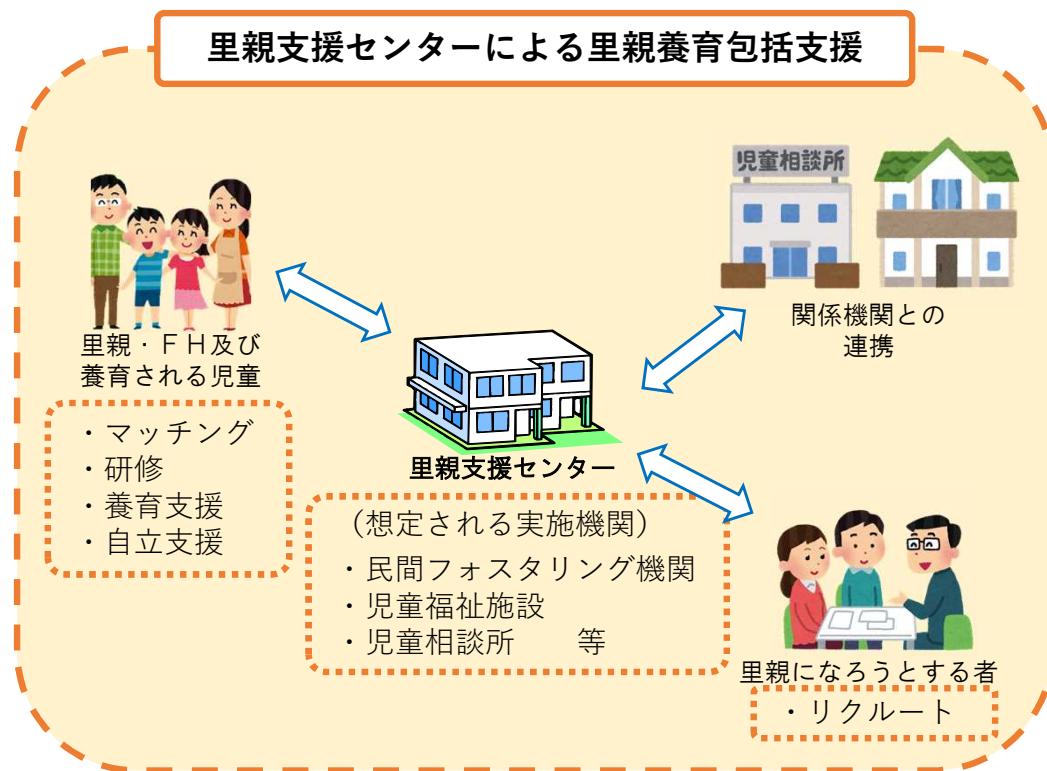 里親支援センターによる里親養育包括支援
児童相談所
関係機関との
連携
里親・ＦＨ及び
養育される児童
・マッチング
・研修
・養育支援
・自立支援
里親支援センター
（想定される実施機関）
・民間フォスタリング機関
・児童福祉施設
・児童相談所　　等
里親になろうとする者
・リクルート